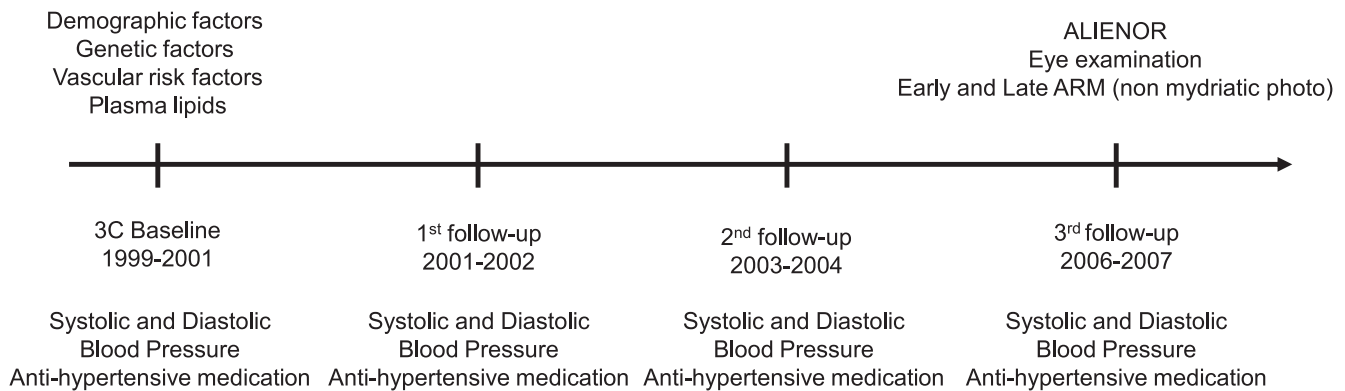 Demographic factors
Genetic factors
Vascular risk factors
Plasma lipids
ALIENOR
Eye examination
Early and Late ARM (non mydriatic photo)
3C Baseline
1999-2001
1st follow-up
2001-2002
2nd follow-up
2003-2004
3rd follow-up
2006-2007
Systolic and Diastolic
Blood Pressure
Anti-hypertensive medication
Systolic and Diastolic
Blood Pressure
Anti-hypertensive medication
Systolic and Diastolic
Blood Pressure
Anti-hypertensive medication
Systolic and Diastolic
Blood Pressure
Anti-hypertensive medication